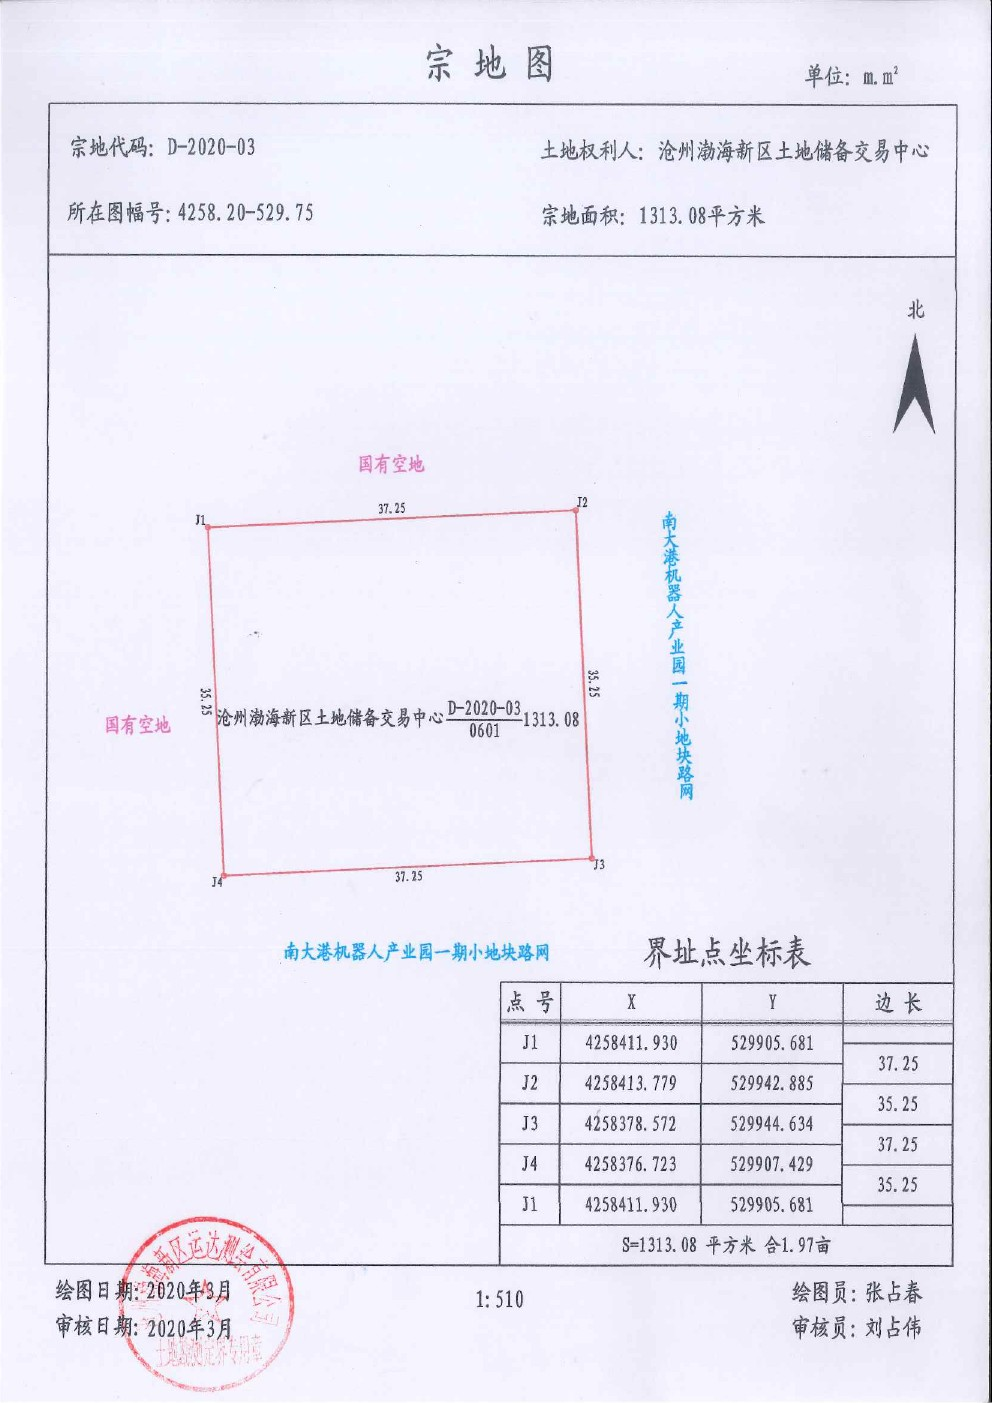 宗地图
单位: m.m²
宗地代码: D-2020-03
土地权利人: 沧州渤海新区土地储备交易中心
所在图幅号: 4258.20-529.75
宗地面积: 1313.08平方米
北
国有空地
J1
37.25
J2
南大港机器人产业园一期小地块路网
35.25
35.25
国有空地
沧州渤海新区土地储备交易中心 D-2020-03 1313.08
0601
J4
37.25
J3
南大港机器人产业园一期小地块路网
界址点坐标表
点号 X Y 边长
J1 4258411.930 529905.681
37.25
J2 4258413.779 529942.885
35.25
J3 4258378.572 529944.634
37.25
J4 4258376.723 529907.429
35.25
J1 4258411.930 529905.681
S=1313.08 平方米 合1.97亩
绘图日期: 2020年3月
1:510
绘图员: 张占春
审核日期: 2020年3月
审核员: 刘占伟